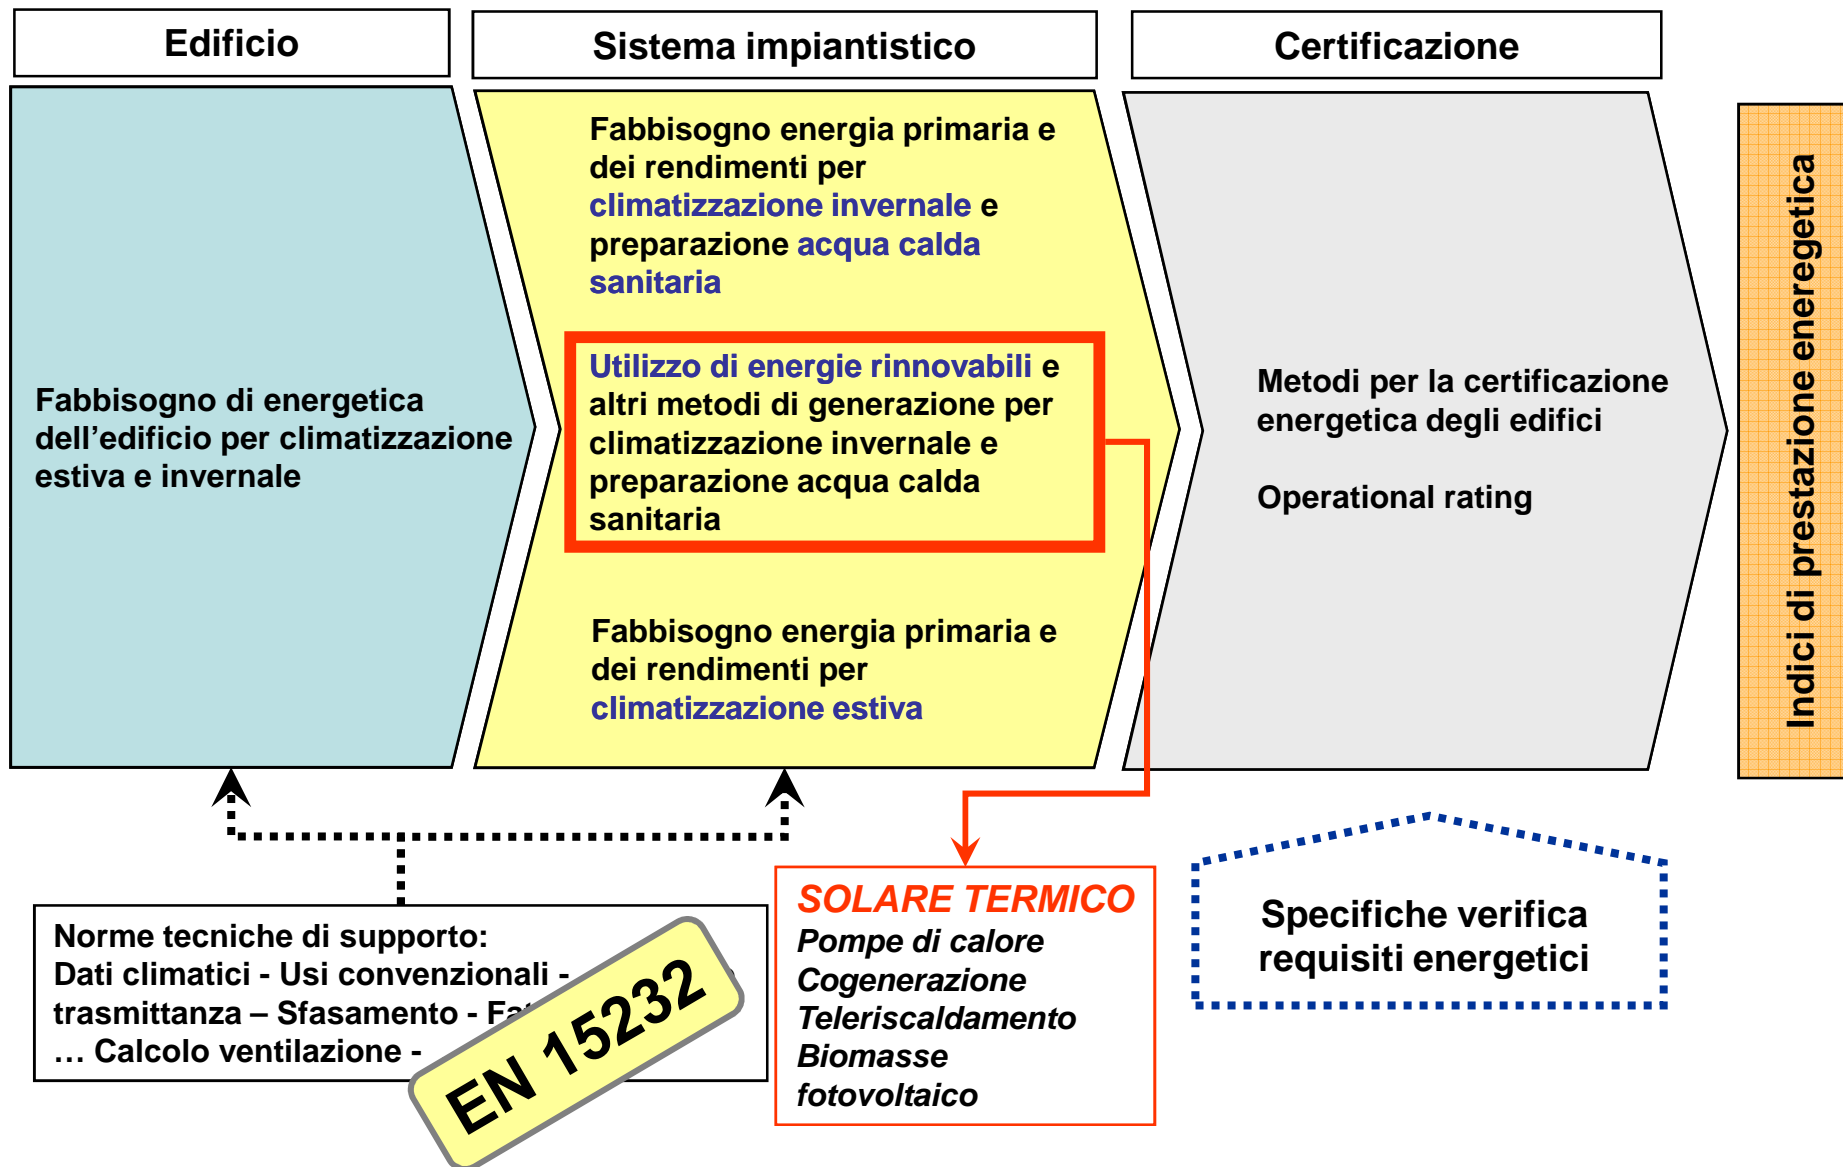 Edificio
Sistema impiantistico
Certificazione
Fabbisogno di energetica
dell’edificio per climatizzazione
estiva e invernale
Fabbisogno energia primaria e
dei rendimenti per
climatizzazione invernale e
preparazione acqua calda
sanitaria
Utilizzo di energie rinnovabili e
altri metodi di generazione per
climatizzazione invernale e
preparazione acqua calda
sanitaria
Fabbisogno energia primaria e
dei rendimenti per
climatizzazione estiva
Metodi per la certificazione
energetica degli edifici
Operational rating
Indici di prestazione eneregetica
Norme tecniche di supporto:
Dati climatici - Usi convenzionali -
trasmittanza – Sfasamento -
… Calcolo ventilazione -
EN 15232
SOLARE TERMICO
Pompe di calore
Cogenerazione
Teleriscaldamento
Biomasse
fotovoltaico
Specifiche verifica
requisiti energetici